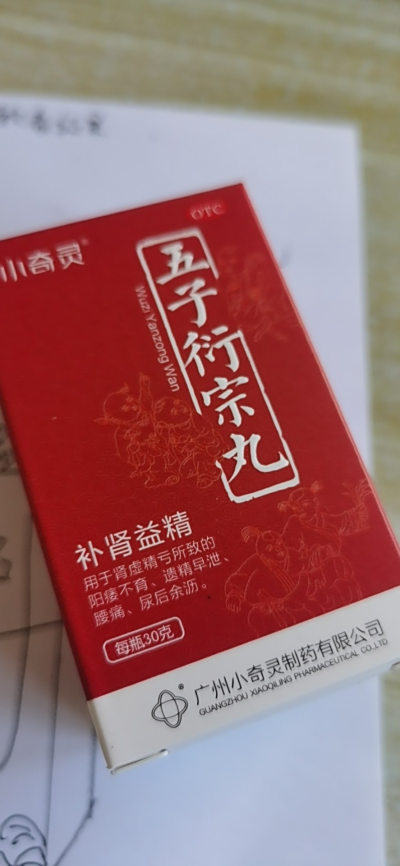 OTC
小奇灵
五子衍宗丸
Wuzi Yanzong Wan
补肾益精
用于肾虚精亏所致的
阳痿不育、遗精早泄、
腰痛、尿后余沥。
每瓶30克
广州小奇灵制药有限公司
GUANGZHOU XIAOQILING PHARMACEUTICAL CO.,LTD